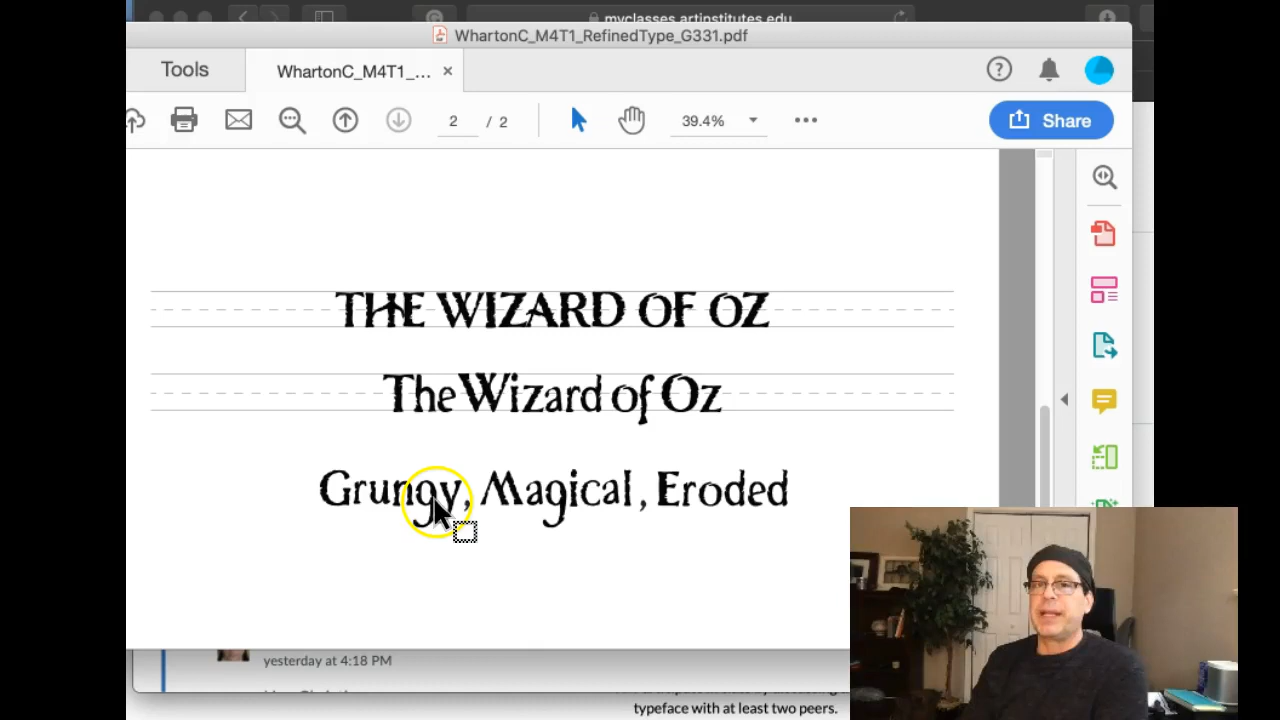 myclasses.artinstitutes.edu
WhartonC_M4T1_RefinedType_G331.pdf
Tools
WhartonC_M4T1_... ×
2 / 2
39.4%
Share
THE WIZARD OF OZ
The Wizard of Oz
Grungy, Magical, Eroded
yesterday at 4:18 PM
typeface with at least two peers.